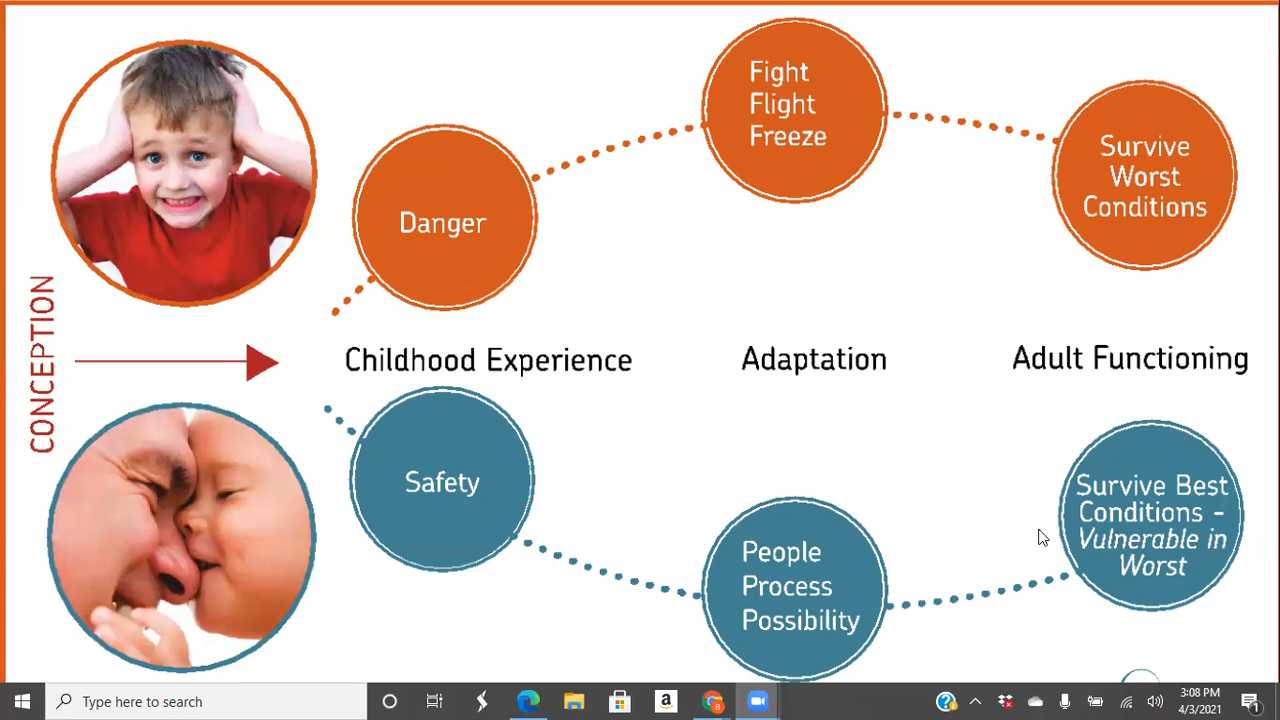 Fight
Flight
Freeze
Survive
Worst
Conditions
Danger
CONCEPTION
Childhood Experience
Adaptation
Adult Functioning
Safety
People
Process
Possibility
Survive Best
Conditions -
Vulnerable in
Worst
Type here to search
3:08 PM
4/3/2021